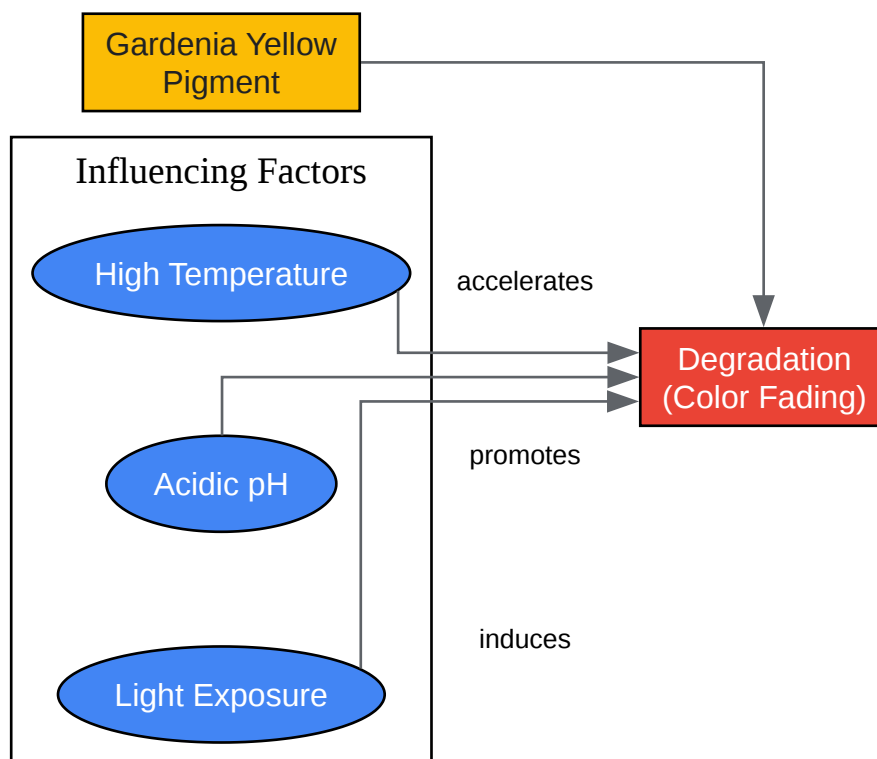 Gardenia Yellow
Pigment
Influencing Factors
High Temperature
accelerates
Degradation
(Color Fading)
Acidic pH
promotes
Light Exposure
induces